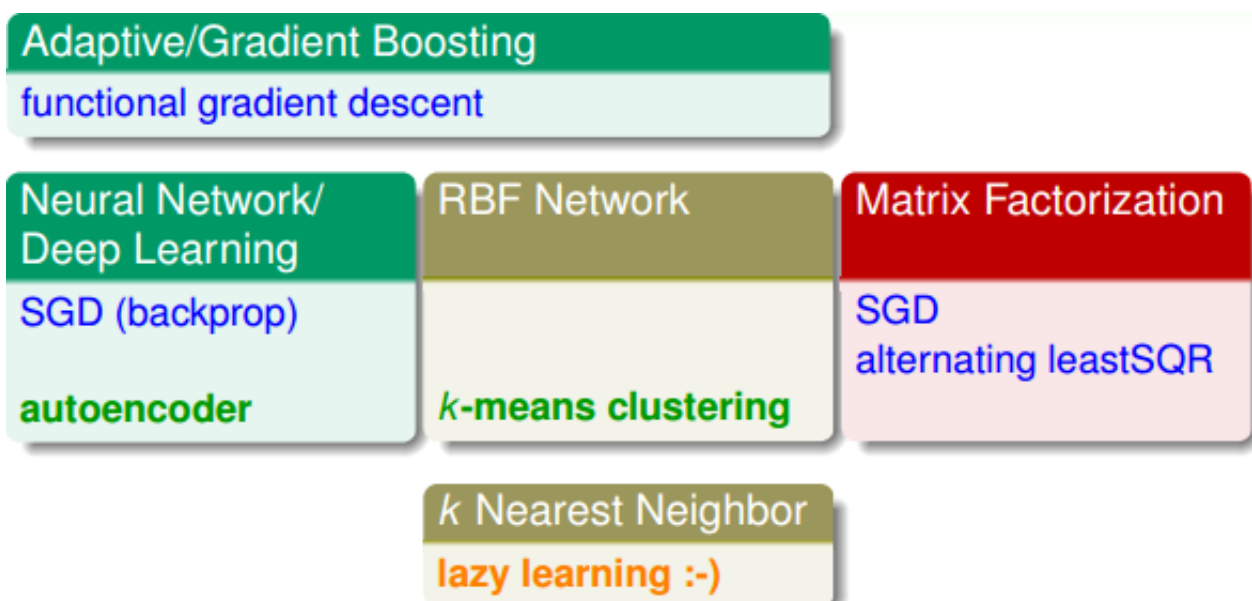 Adaptive/Gradient Boosting
functional gradient descent
Neural Network/
Deep Learning
SGD (backprop)
autoencoder
RBF Network
k-means clustering
Matrix Factorization
SGD
alternating leastSQR
k Nearest Neighbor
lazy learning :-)